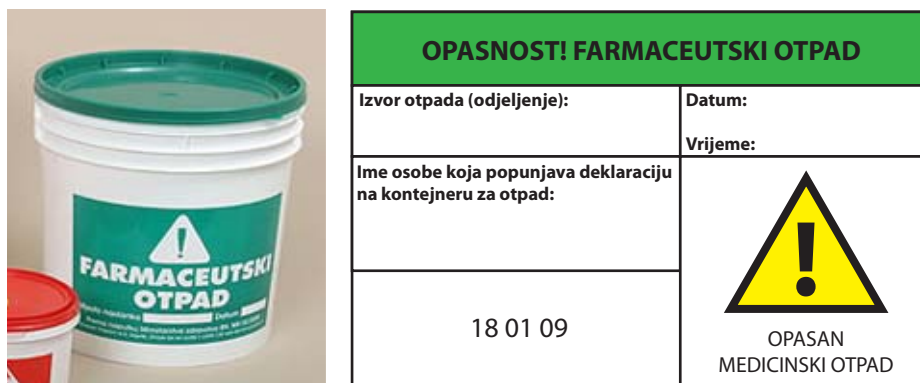 FARMACEUTSKI
OTPAD
Datum
OPASNOST! FARMACEUTSKI OTPAD
Izvor otpada (odjeljenje):
Datum:
Vrijeme:
Ime osobe koja popunjava deklaraciju
na kontejneru za otpad:
18 01 09
OPASAN
MEDICINSKI OTPAD